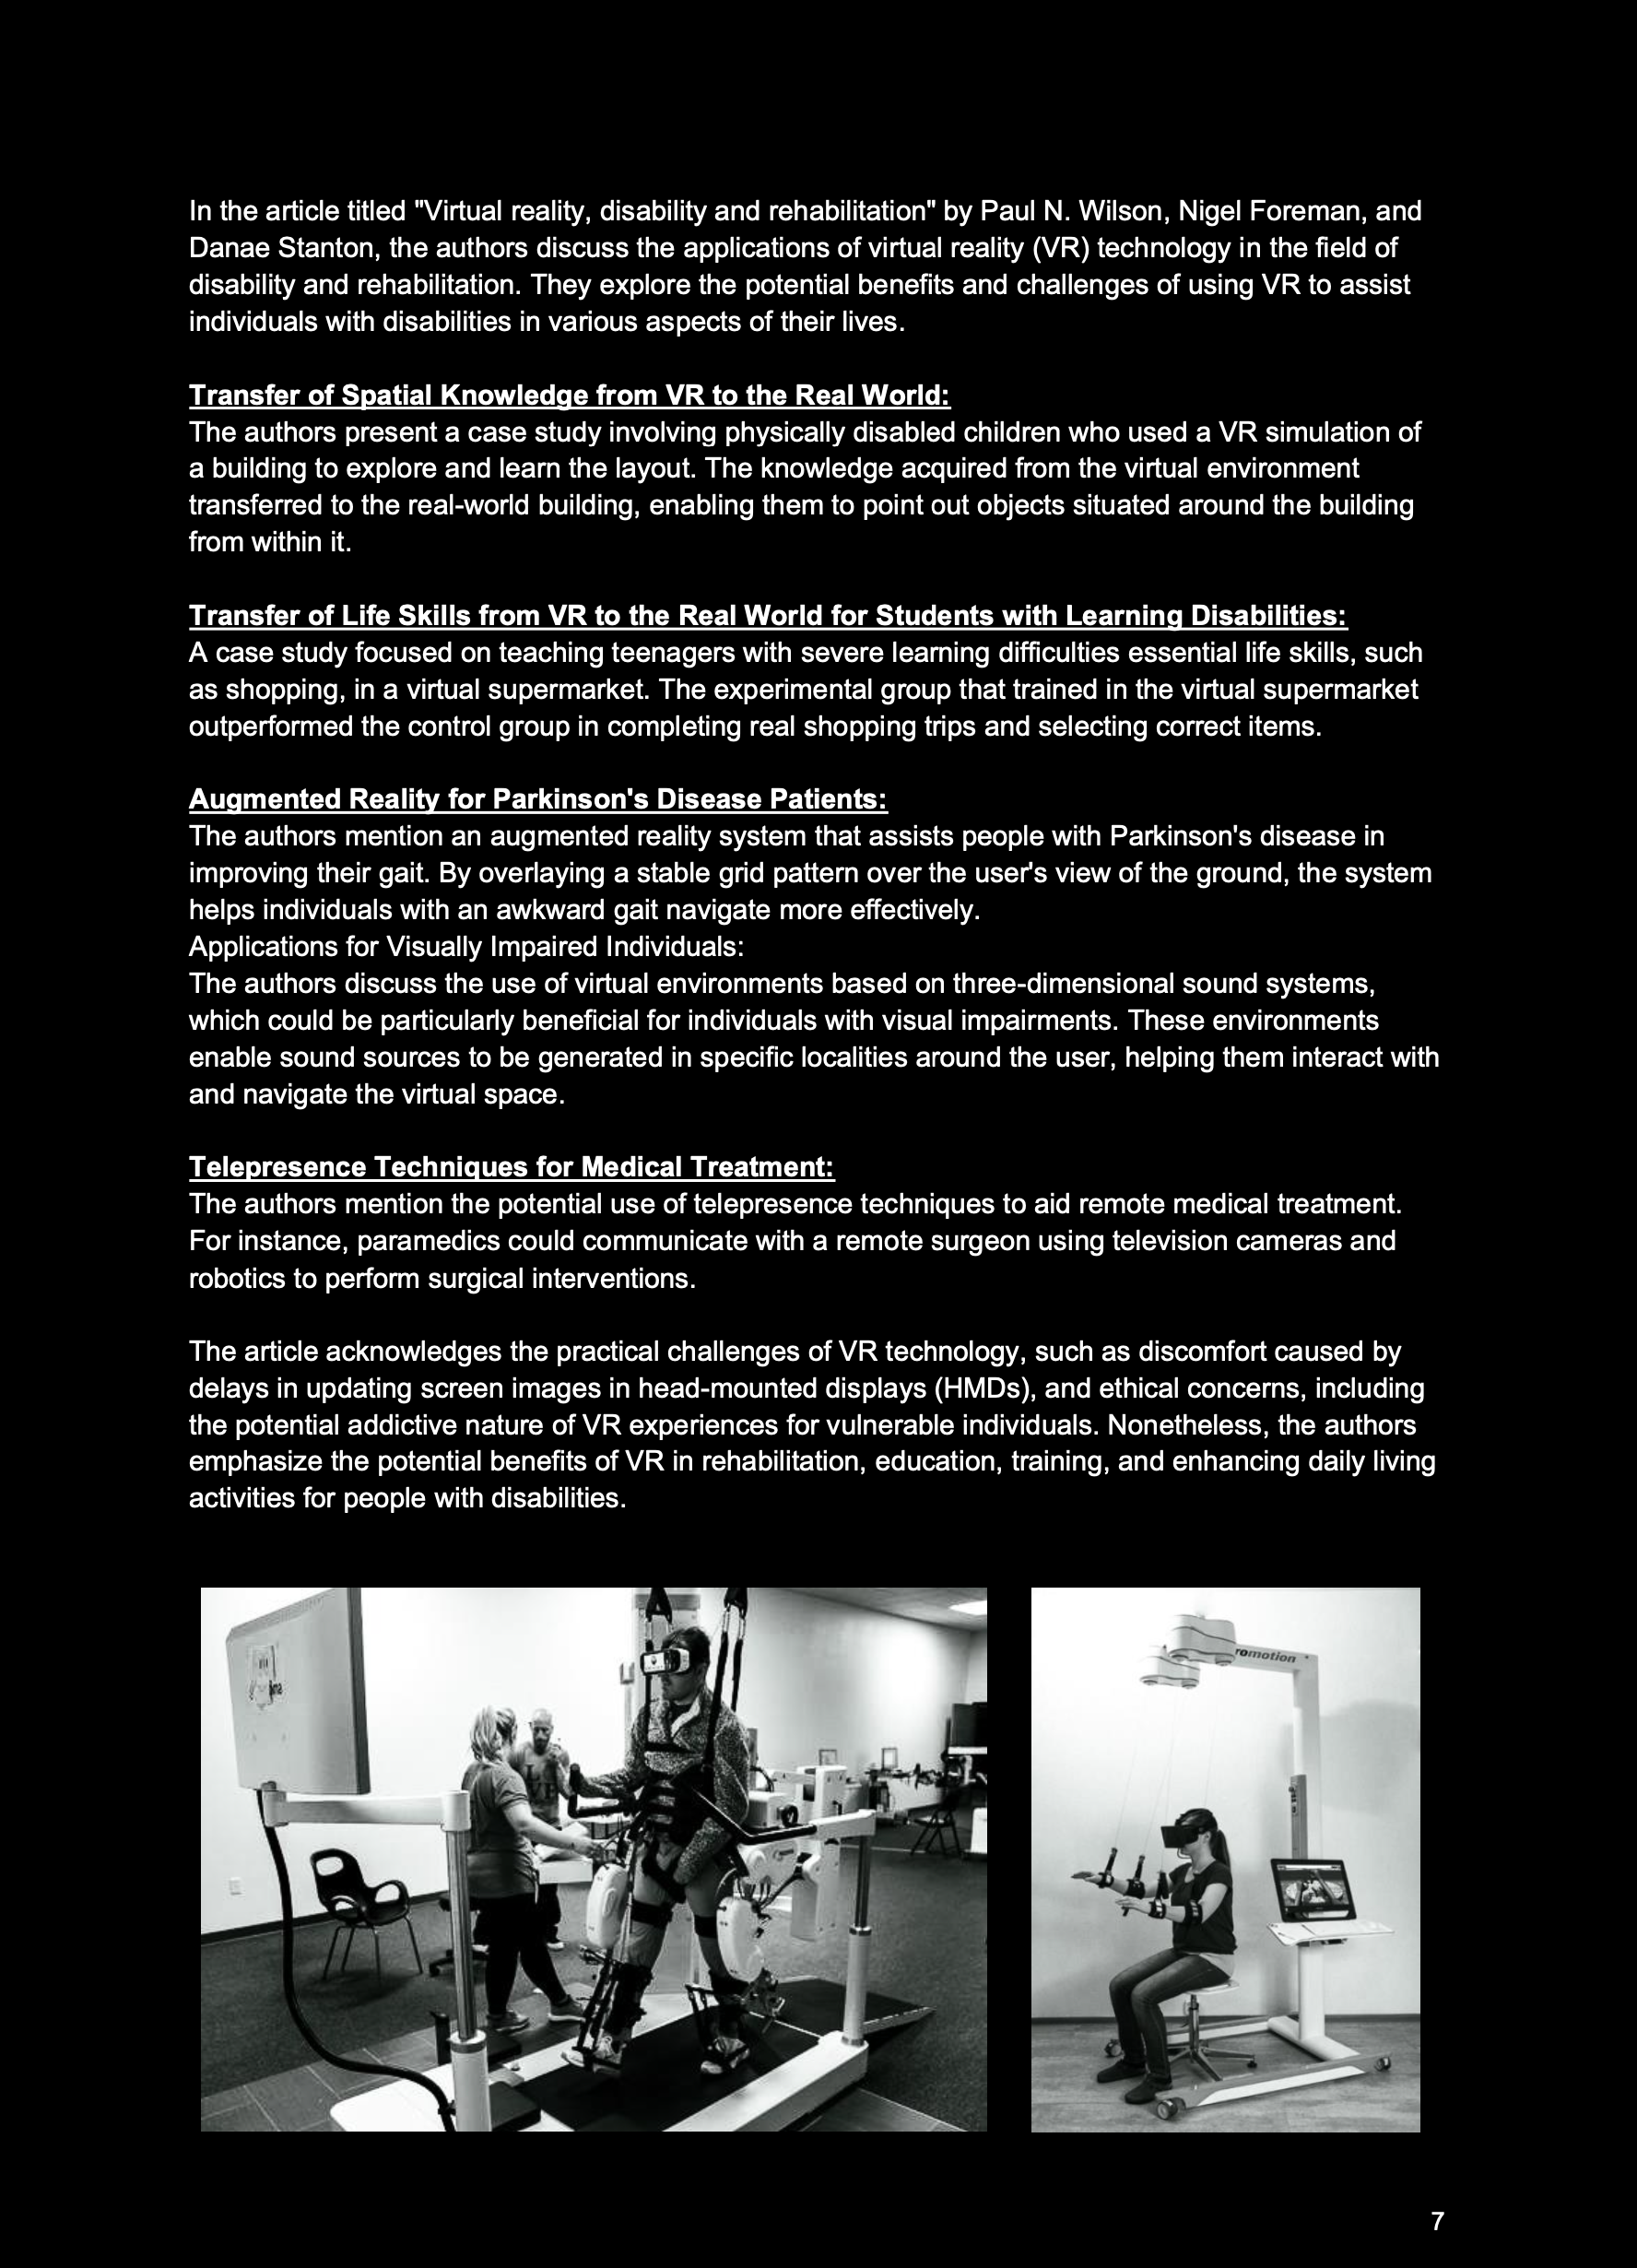 In the article titled "Virtual reality, disability and rehabilitation" by Paul N. Wilson, Nigel Foreman, and
Danae Stanton, the authors discuss the applications of virtual reality (VR) technology in the field of
disability and rehabilitation. They explore the potential benefits and challenges of using VR to assist
individuals with disabilities in various aspects of their lives.
Transfer of Spatial Knowledge from VR to the Real World:
The authors present a case study involving physically disabled children who used a VR simulation of
a building to explore and learn the layout. The knowledge acquired from the virtual environment
transferred to the real-world building, enabling them to point out objects situated around the building
from within it.
Transfer of Life Skills from VR to the Real World for Students with Learning Disabilities:
A case study focused on teaching teenagers with severe learning difficulties essential life skills, such
as shopping, in a virtual supermarket. The experimental group that trained in the virtual supermarket
outperformed the control group in completing real shopping trips and selecting correct items.
Augmented Reality for Parkinson's Disease Patients:
The authors mention an augmented reality system that assists people with Parkinson's disease in
improving their gait. By overlaying a stable grid pattern over the user's view of the ground, the system
helps individuals with an awkward gait navigate more effectively.
Applications for Visually Impaired Individuals:
The authors discuss the use of virtual environments based on three-dimensional sound systems,
which could be particularly beneficial for individuals with visual impairments. These environments
enable sound sources to be generated in specific localities around the user, helping them interact with
and navigate the virtual space.
Telepresence Techniques for Medical Treatment:
The authors mention the potential use of telepresence techniques to aid remote medical treatment.
For instance, paramedics could communicate with a remote surgeon using television cameras and
robotics to perform surgical interventions.
The article acknowledges the practical challenges of VR technology, such as discomfort caused by
delays in updating screen images in head-mounted displays (HMDs), and ethical concerns, including
the potential addictive nature of VR experiences for vulnerable individuals. Nonetheless, the authors
emphasize the potential benefits of VR in rehabilitation, education, training, and enhancing daily living
activities for people with disabilities.
romotion
7